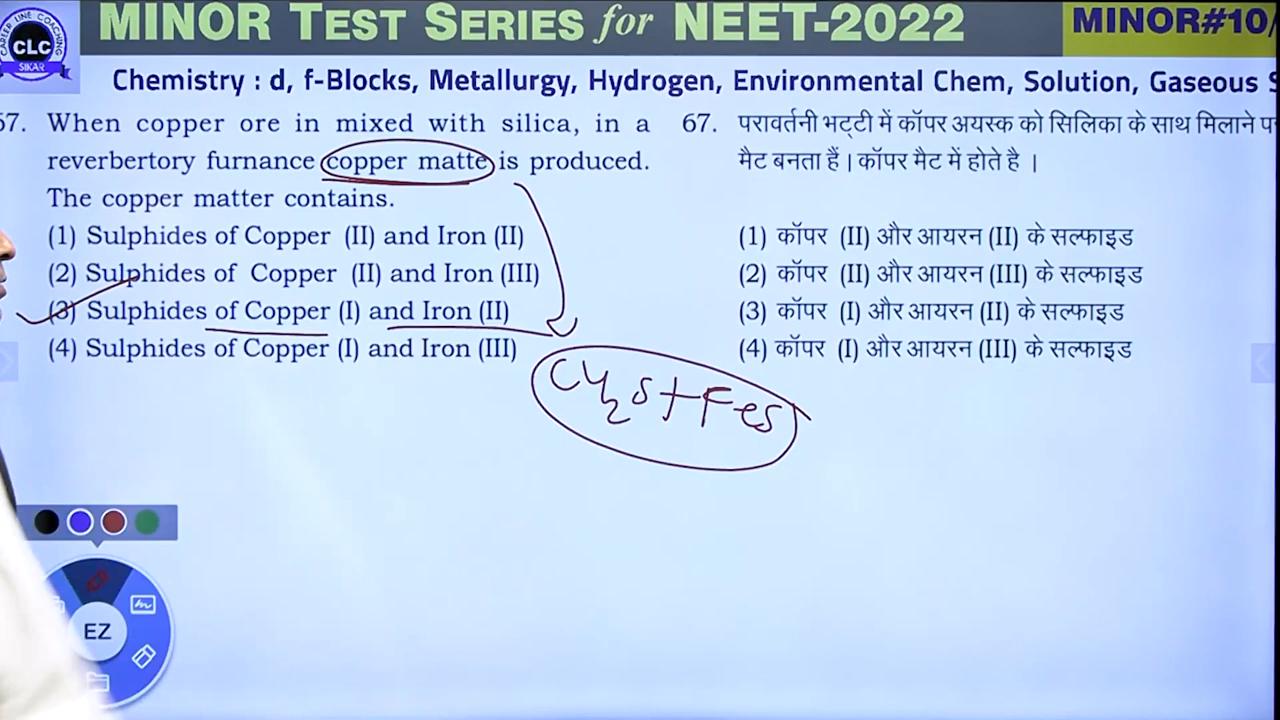 CAREER LINE COACHING
CLC
SIKAR
MINOR TEST SERIES for NEET-2022
MINOR#10/
Chemistry : d, f-Blocks, Metallurgy, Hydrogen, Environmental Chem, Solution, Gaseous S
67. When copper ore in mixed with silica, in a
reverbertory furnance copper matte is produced.
The copper matter contains.
(1) Sulphides of Copper (II) and Iron (II)
(2) Sulphides of Copper (II) and Iron (III)
(3) Sulphides of Copper (I) and Iron (II)
(4) Sulphides of Copper (I) and Iron (III)
Cu2S+FeS
67. परावर्तनी भट्टी में कॉपर अयस्क को सिलिका के साथ मिलाने प
मैट बनता हैं। कॉपर मैट में होते है ।
(1) कॉपर (II) और आयरन (II) के सल्फाइड
(2) कॉपर (II) और आयरन (III) के सल्फाइड
(3) कॉपर (I) और आयरन (II) के सल्फाइड
(4) कॉपर (I) और आयरन (III) के सल्फाइड
EZ